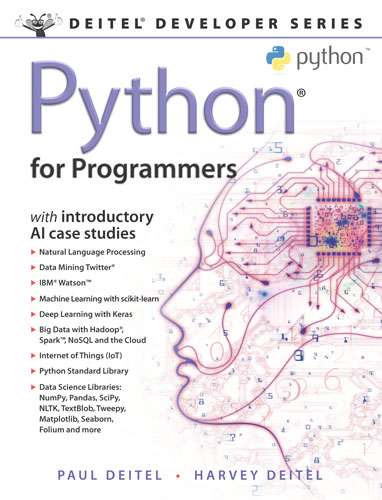 DEITEL® DEVELOPER SERIES
python™
Python®
for Programmers
with introductory
AI case studies
Natural Language Processing
Data Mining Twitter®
IBM® Watson™
Machine Learning with scikit-learn
Deep Learning with Keras
Big Data with Hadoop®,
Spark™, NoSQL and the Cloud
Internet of Things (IoT)
Python Standard Library
Data Science Libraries:
NumPy, Pandas, SciPy,
NLTK, TextBlob, Tweepy,
Matplotlib, Seaborn,
Folium and more
PAUL DEITEL • HARVEY DEITEL